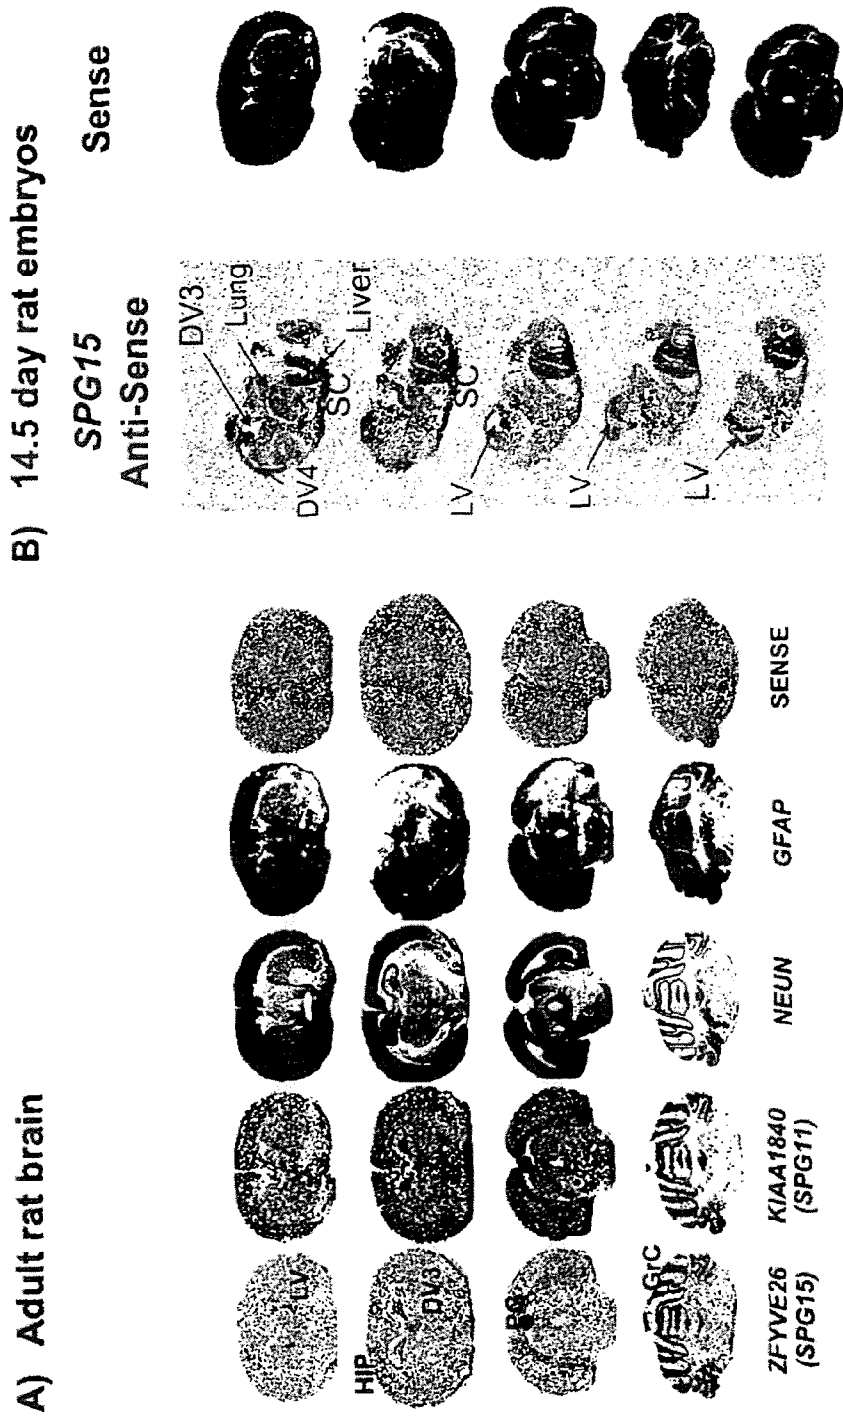 A) Adult rat brain
LV
HIP
DV3
PG
GrC
ZFYVE26
(SPG15)
KIAA1840
(SPG11)
NEUN
GFAP
SENSE
B) 14.5 day rat embryos
SPG15
Anti-Sense
Sense
DV3
Lung
DV4
SC
Liver
SC
LV
LV
LV